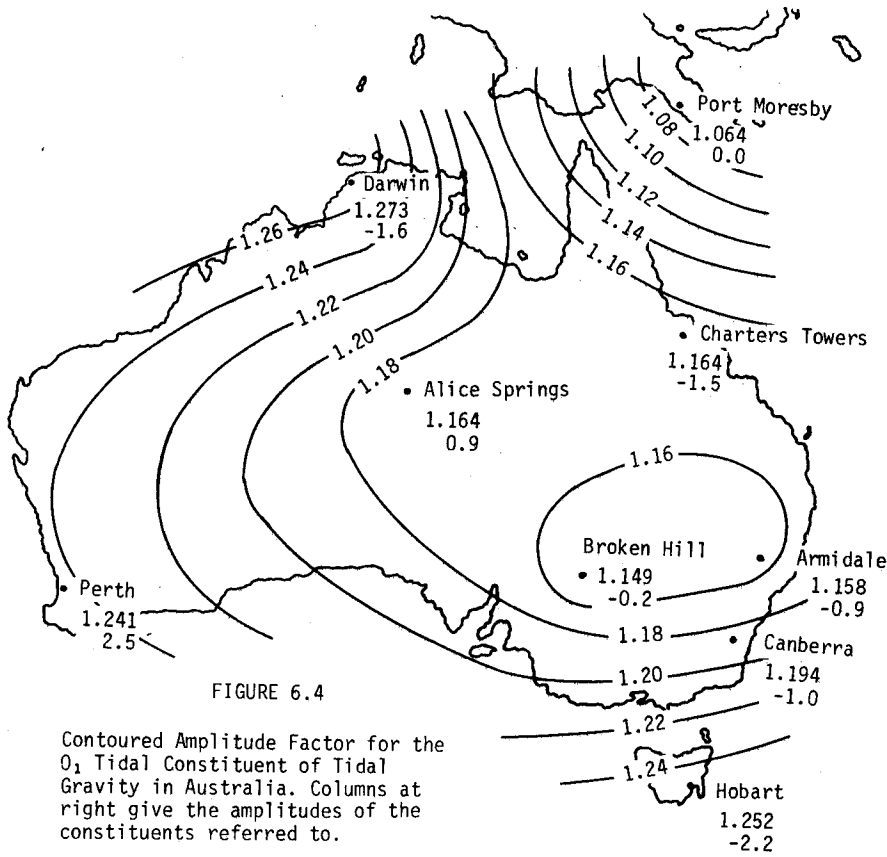 Port Moresby
1.064
0.0
1.08
1.10
1.12
1.14
1.16
Darwin
1.273
-1.6
1.26
1.24
1.22
1.20
1.18
Charters Towers
1.164
-1.5
Alice Springs
1.164
0.9
1.16
Broken Hill
1.149
-0.2
Armidale
1.158
-0.9
Perth
1.241
2.5
1.18
Canberra
1.194
-1.0
1.20
1.22
1.24
Hobart
1.252
-2.2
FIGURE 6.4
Contoured Amplitude Factor for the
O₁ Tidal Constituent of Tidal
Gravity in Australia. Columns at
right give the amplitudes of the
constituents referred to.